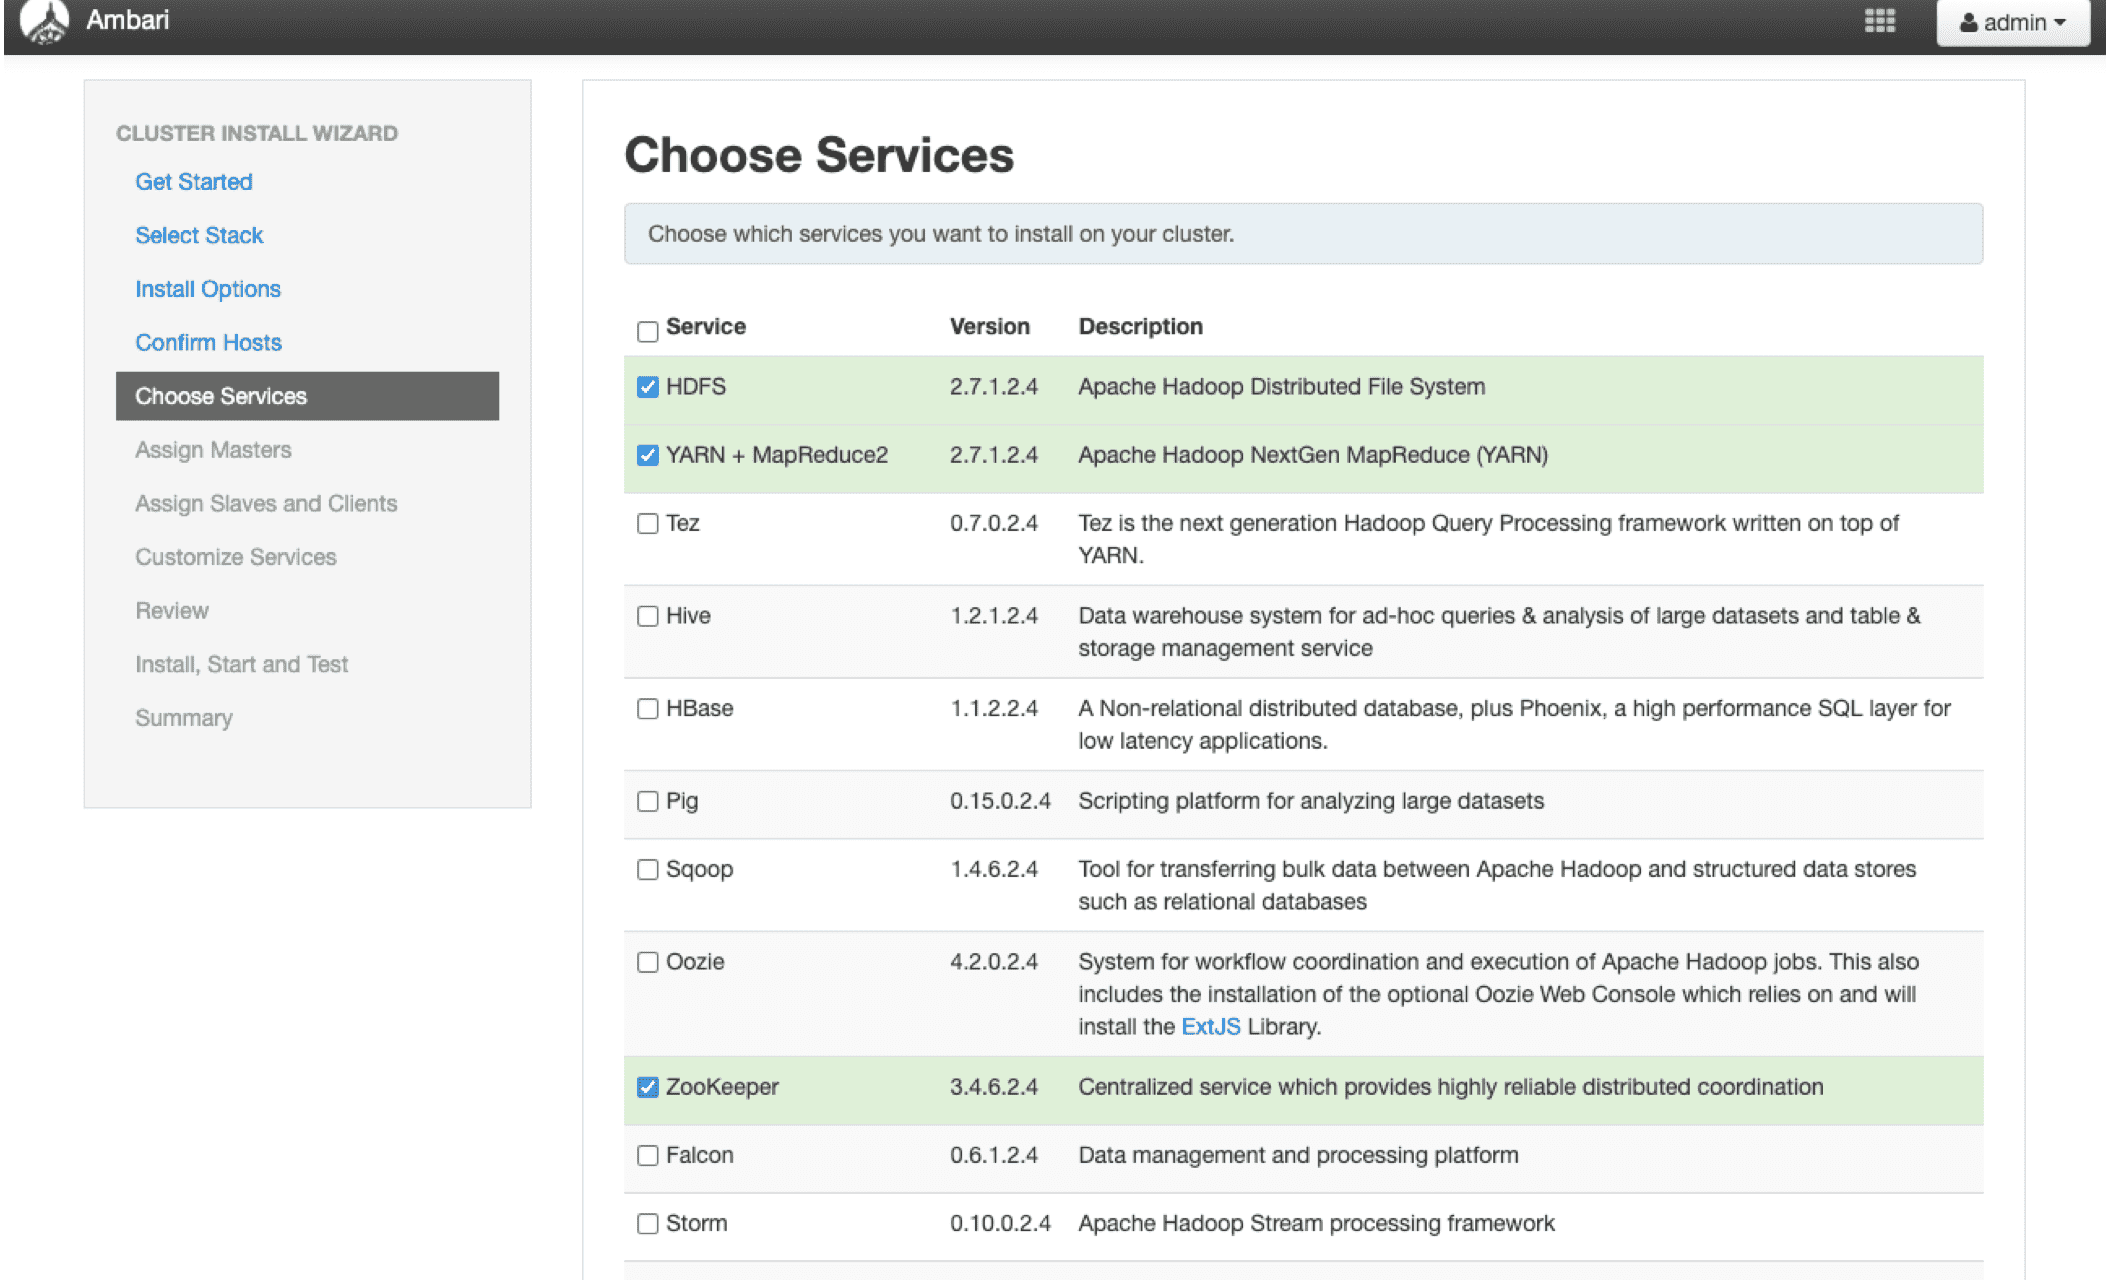 Ambari
admin
CLUSTER INSTALL WIZARD
Get Started
Select Stack
Install Options
Confirm Hosts
Choose Services
Assign Masters
Assign Slaves and Clients
Customize Services
Review
Install, Start and Test
Summary
Choose Services
Choose which services you want to install on your cluster.
Service Version Description
HDFS 2.7.1.2.4 Apache Hadoop Distributed File System
YARN + MapReduce2 2.7.1.2.4 Apache Hadoop NextGen MapReduce (YARN)
Tez 0.7.0.2.4 Tez is the next generation Hadoop Query Processing framework written on top of
YARN.
Hive 1.2.1.2.4 Data warehouse system for ad-hoc queries & analysis of large datasets and table &
storage management service
HBase 1.1.2.2.4 A Non-relational distributed database, plus Phoenix, a high performance SQL layer for
low latency applications.
Pig 0.15.0.2.4 Scripting platform for analyzing large datasets
Sqoop 1.4.6.2.4 Tool for transferring bulk data between Apache Hadoop and structured data stores
such as relational databases
Oozie 4.2.0.2.4 System for workflow coordination and execution of Apache Hadoop jobs. This also
includes the installation of the optional Oozie Web Console which relies on and will
install the ExtJS Library.
ZooKeeper 3.4.6.2.4 Centralized service which provides highly reliable distributed coordination
Falcon 0.6.1.2.4 Data management and processing platform
Storm 0.10.0.2.4 Apache Hadoop Stream processing framework